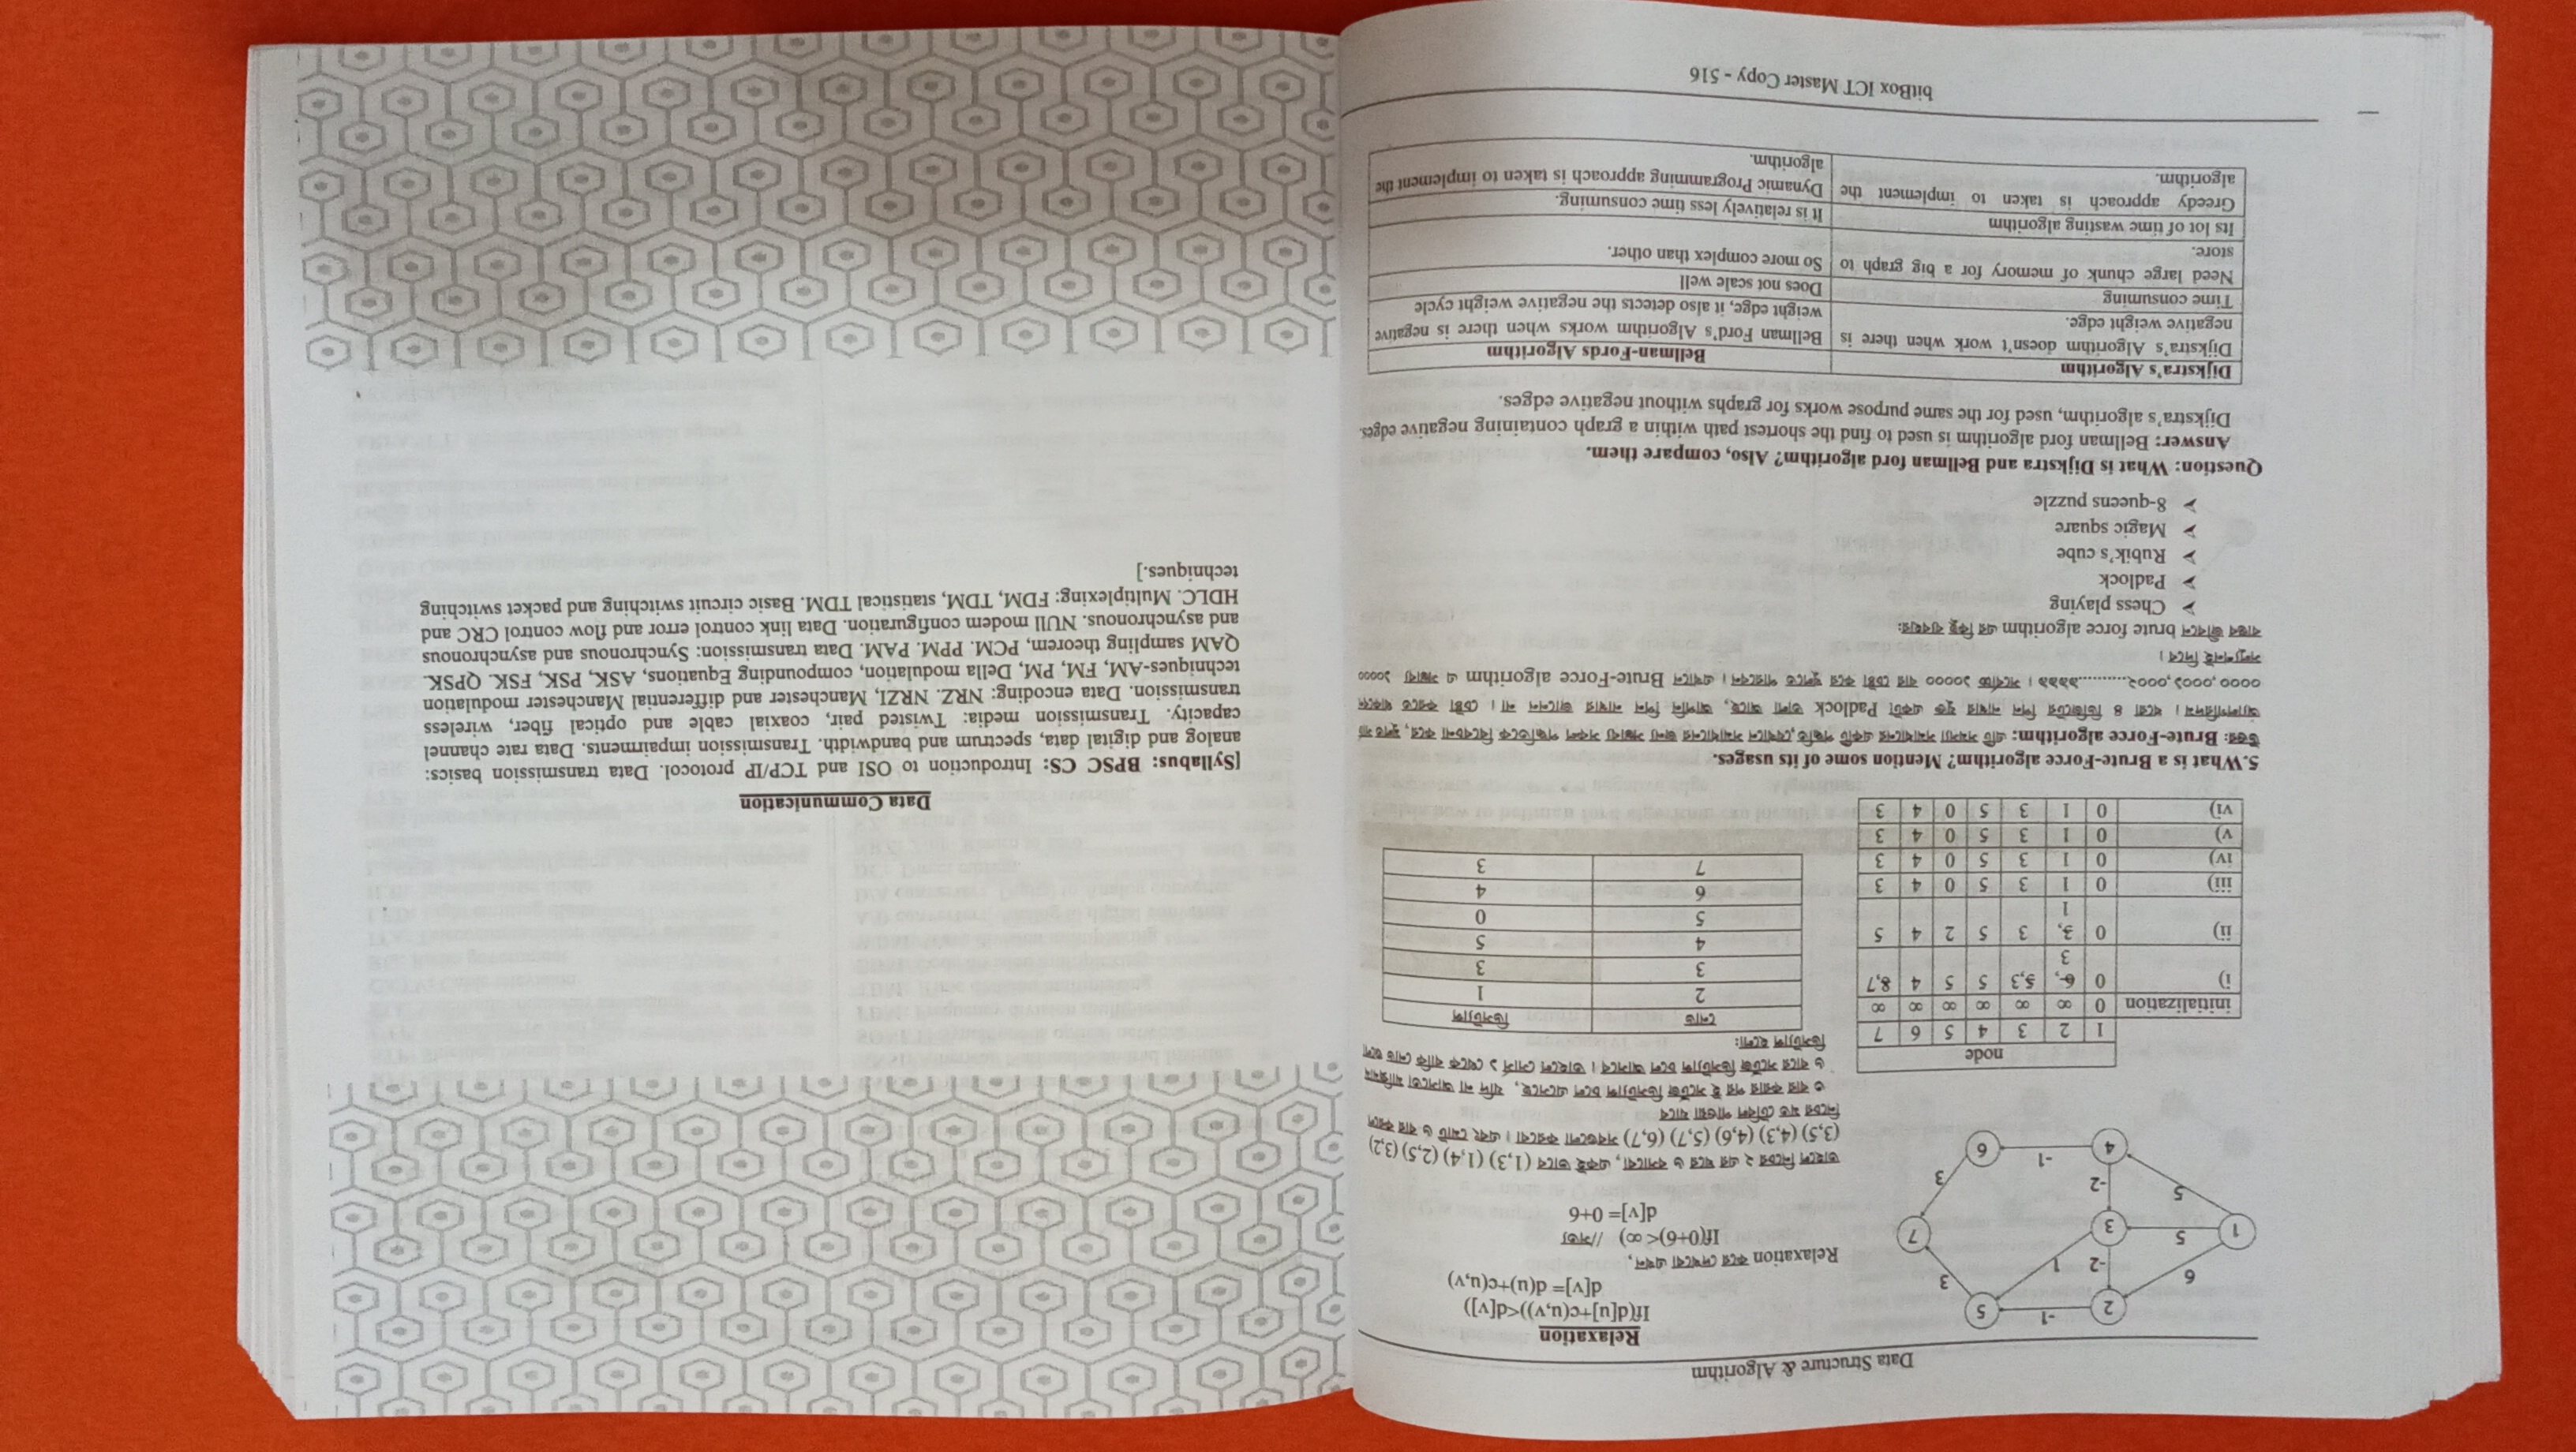 Data Structure & Algorithm
2
-1
5
6
-2
1
3
1
5
3
7
5
-2
3
4
-1
6
Relaxation
If(d[u]+c(u,v))<d[v])
d[v]= d(u)+c(u,v)
Relaxation করে দেখবো এখন,
If(0+6)<∞) //সত্য
d[v]= 0+6
তাহলে নিচের ২ এর ঘরে ৬ বসাবো, একই ভাবে (1,3) (1,4) (2,5) (3,2)
(3,5) (4,3) (4,6) (5,7) (6,7) সবগুলো করবো। এবং মোট ৬ বার করলে
নিচের মত টেবিল পাওয়া যাবে
৩ বার করার পর ই সর্টেজ ডিসট্যান্স চলে এসেছে, যদি না আসতো
৬ বারে সর্টেজ ডিসট্যান্স চলে আসবে। তাহলে সোর্স ১ থেকে বাকি নোড গুলো
ডিসট্যান্স হলো:
node
1 2 3 4 5 6 7
initialization 0 ∞ ∞ ∞ ∞ ∞ ∞
i) 0 6, 5,3 5 5 4 8,7
3
ii) 0 3, 3 5 2 4 5
1
iii) 0 1 3 5 0 4 3
iv) 0 1 3 5 0 4 3
v) 0 1 3 5 0 4 3
vi) 0 1 3 5 0 4 3
নোড ডিসট্যান্স
2 1
3 3
4 5
5 0
6 4
7 3
5.What is a Brute-Force algorithm? Mention some of its usages.
উত্তর: Brute-Force algorithm: এটি সমস্যা সমাধানের একটি পদ্ধতি,যেখানে সমাধানের জন্য সম্ভাব্য সকল পদ্ধতিকে বিবেচনা করে, মূলত
অ্যালগরিদম। ধরো ৪ ডিজিটের পিন নাম্বার যুক্ত একটা Padlock তালা আছে, আপনি পিন নাম্বার জানেন না। চেষ্টা করতে থাকবেন
০০০০,০০০১,০০০২..........৯৯৯৯। সর্বোচ্চ ১০০০০ বার চেষ্টা করে খুলতে পারবেন। এখানে Brute-Force algorithm এ সম্ভাব্য ১০০০০
সল্যুশনই দিবে।
বাস্তব জীবনে brute force algorithm এর কিছু ব্যবহার:
➢ Chess playing
➢ Padlock
➢ Rubik's cube
➢ Magic square
➢ 8-queens puzzle
Question: What is Dijkstra and Bellman ford algorithm? Also, compare them.
Answer: Bellman ford algorithm is used to find the shortest path within a graph containing negative edges.
Dijkstra's algorithm, used for the same purpose works for graphs without negative edges.
Dijkstra's Algorithm
Bellman-Fords Algorithm
Dijkstra's Algorithm doesn't work when there is
negative weight edge.
Bellman Ford's Algorithm works when there is negative
weight edge, it also detects the negative weight cycle
Time consuming
Does not scale well
Need large chunk of memory for a big graph to
store.
So more complex than other.
Its lot of time wasting algorithm
It is relatively less time consuming.
Greedy approach is taken to implement the
algorithm.
Dynamic Programming approach is taken to implement the
algorithm.
bitBox ICT Master Copy - 516
Data Communication
[Syllabus: BPSC CS: Introduction to OSI and TCP/IP protocol. Data transmission basics:
analog and digital data, spectrum and bandwidth. Transmission impairments. Data rate channel
capacity. Transmission media: Twisted pair, coaxial cable and optical fiber, wireless
transmission. Data encoding: NRZ. NRZI, Manchester and differential Manchester modulation
techniques-AM, FM, PM, Della modulation, compounding Equations, ASK, PSK, FSK. QPSK.
QAM sampling theorem, PCM. PPM. PAM. Data transmission: Synchronous and asynchronous
and asynchronous. NUll modem configuration. Data link control error and flow control CRC and
HDLC. Multiplexing: FDM, TDM, statistical TDM. Basic circuit switching and packet switching
techniques.]